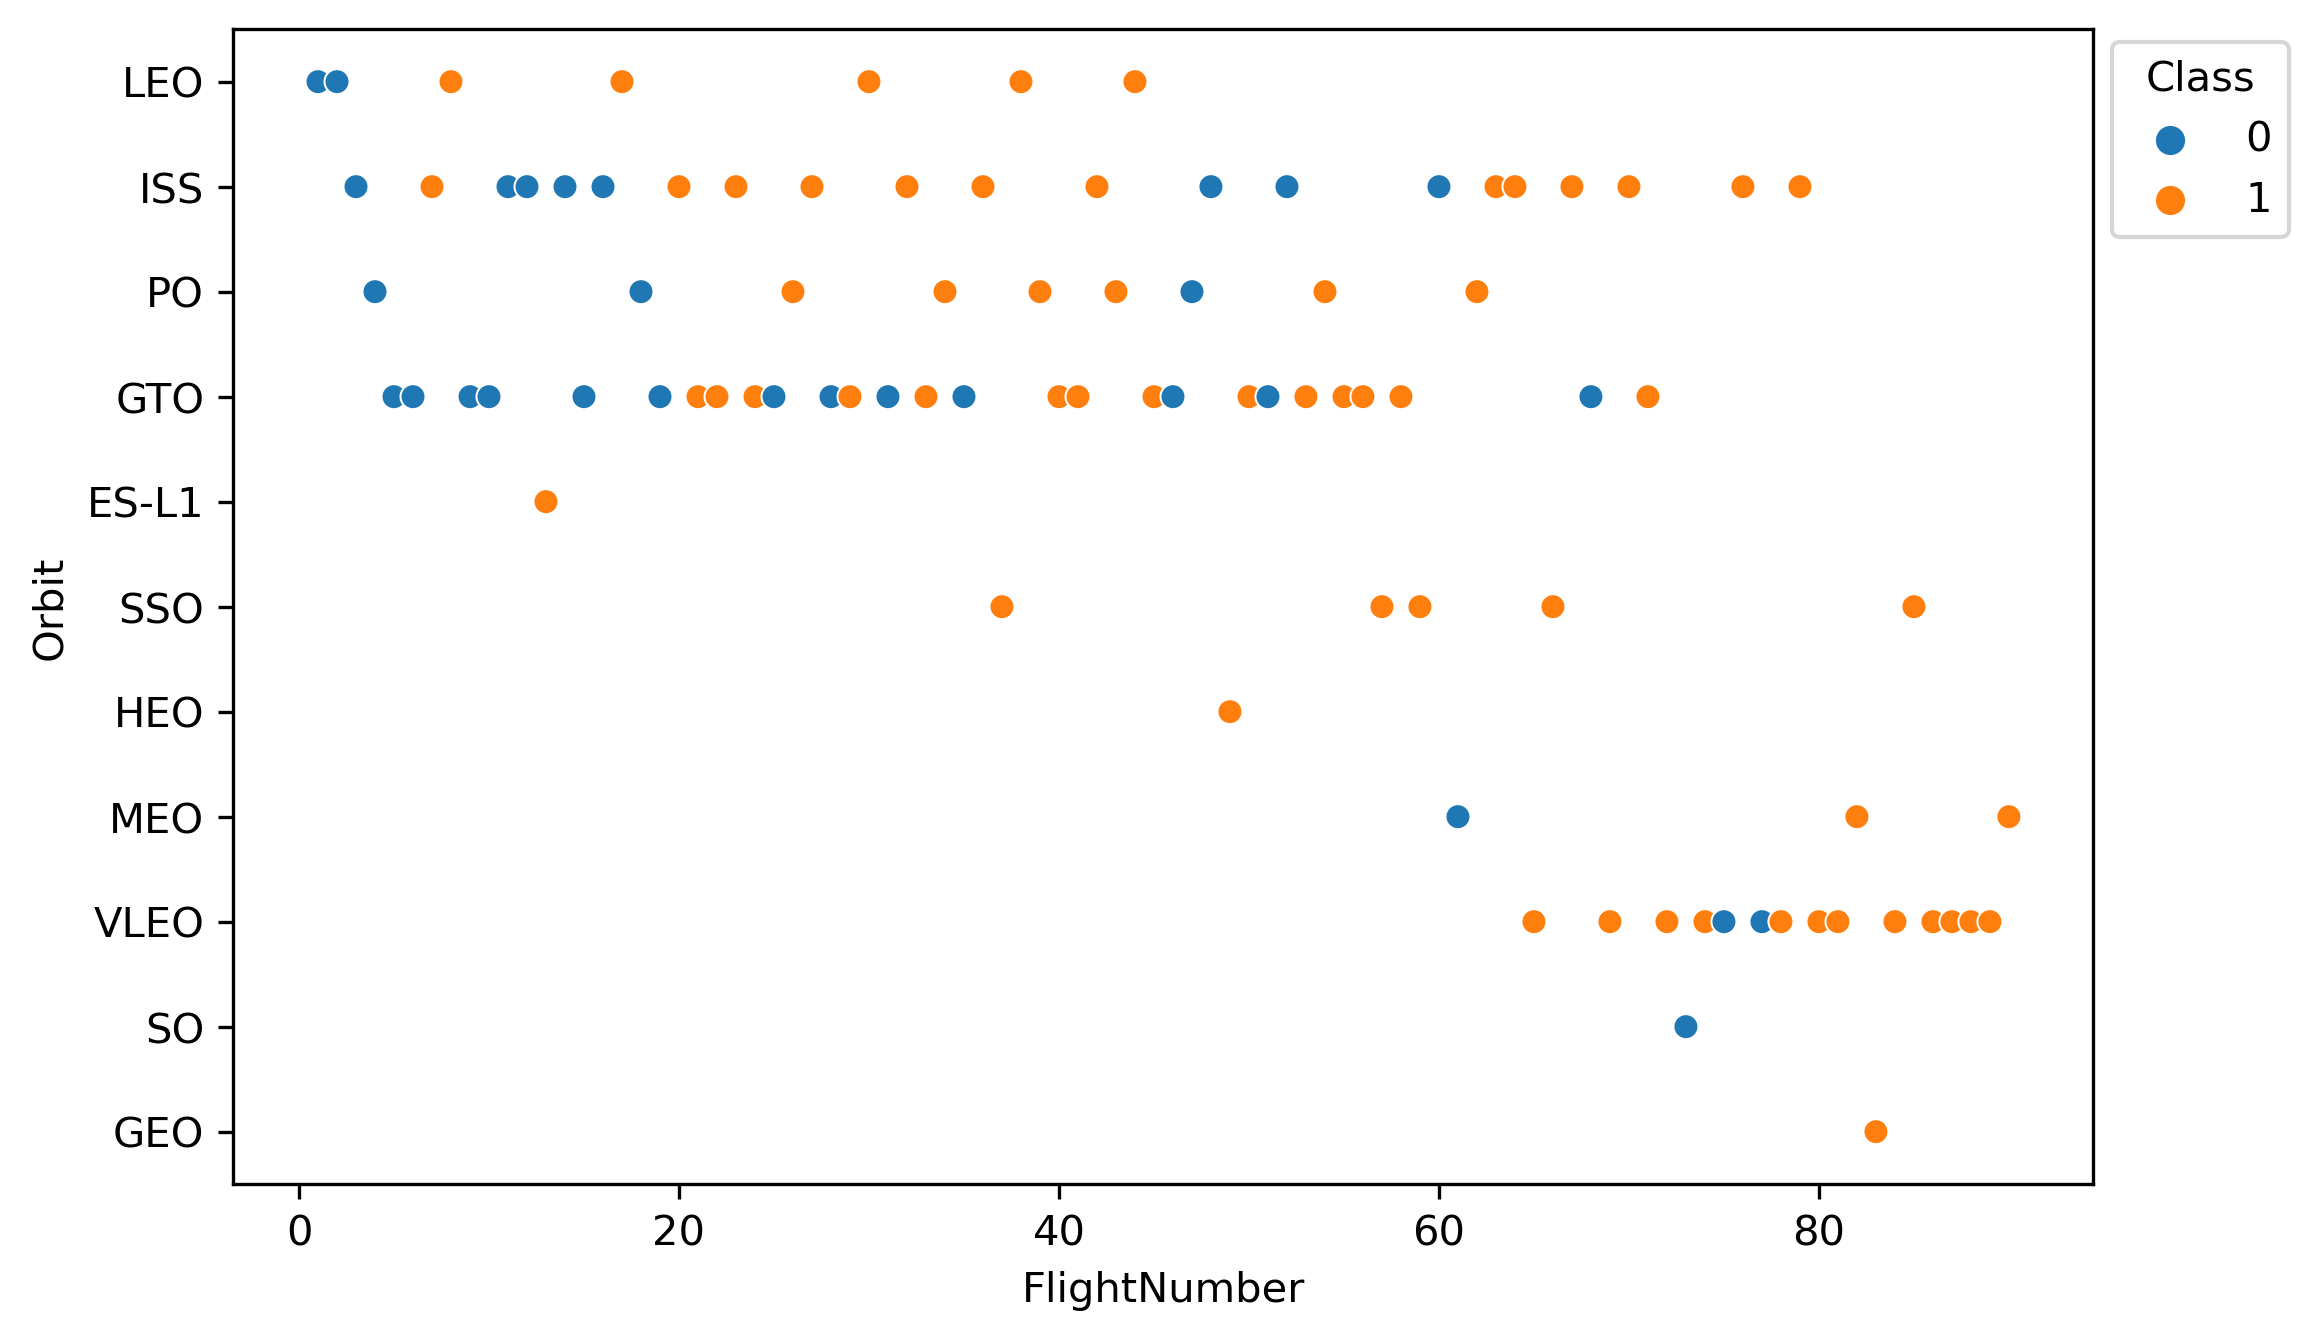 LEO
ISS
PO
GTO
ES-L1
SSO
HEO
MEO
VLEO
SO
GEO
Orbit
0 20 40 60 80
FlightNumber
Class
0
1